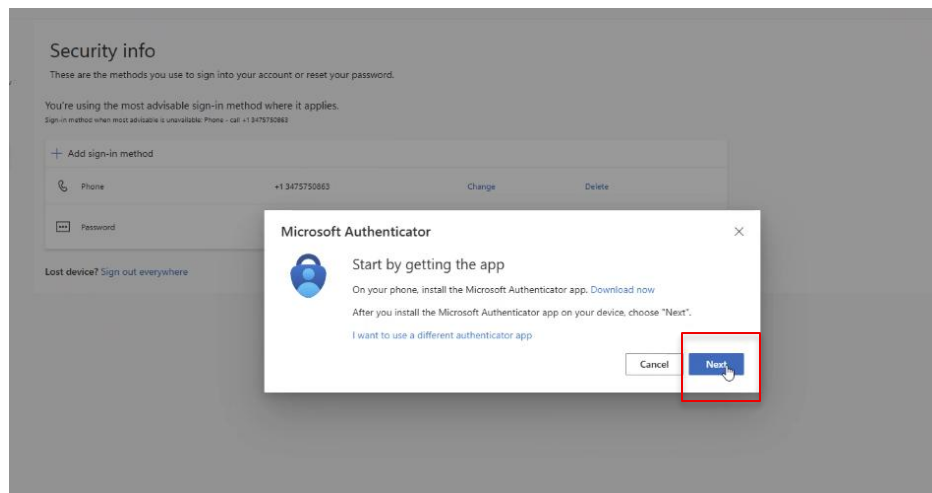 Security info
These are the methods you use to sign into your account or reset your password.
You're using the most advisable sign-in method where it applies.
Sign-in method when most advisable is unavailable: Phone - call +1 3475750863
Add sign-in method
Phone +1 3475750863 Change Delete
Password
Lost device? Sign out everywhere
Microsoft Authenticator
Start by getting the app
On your phone, install the Microsoft Authenticator app. Download now
After you install the Microsoft Authenticator app on your device, choose "Next".
I want to use a different authenticator app
Cancel Next